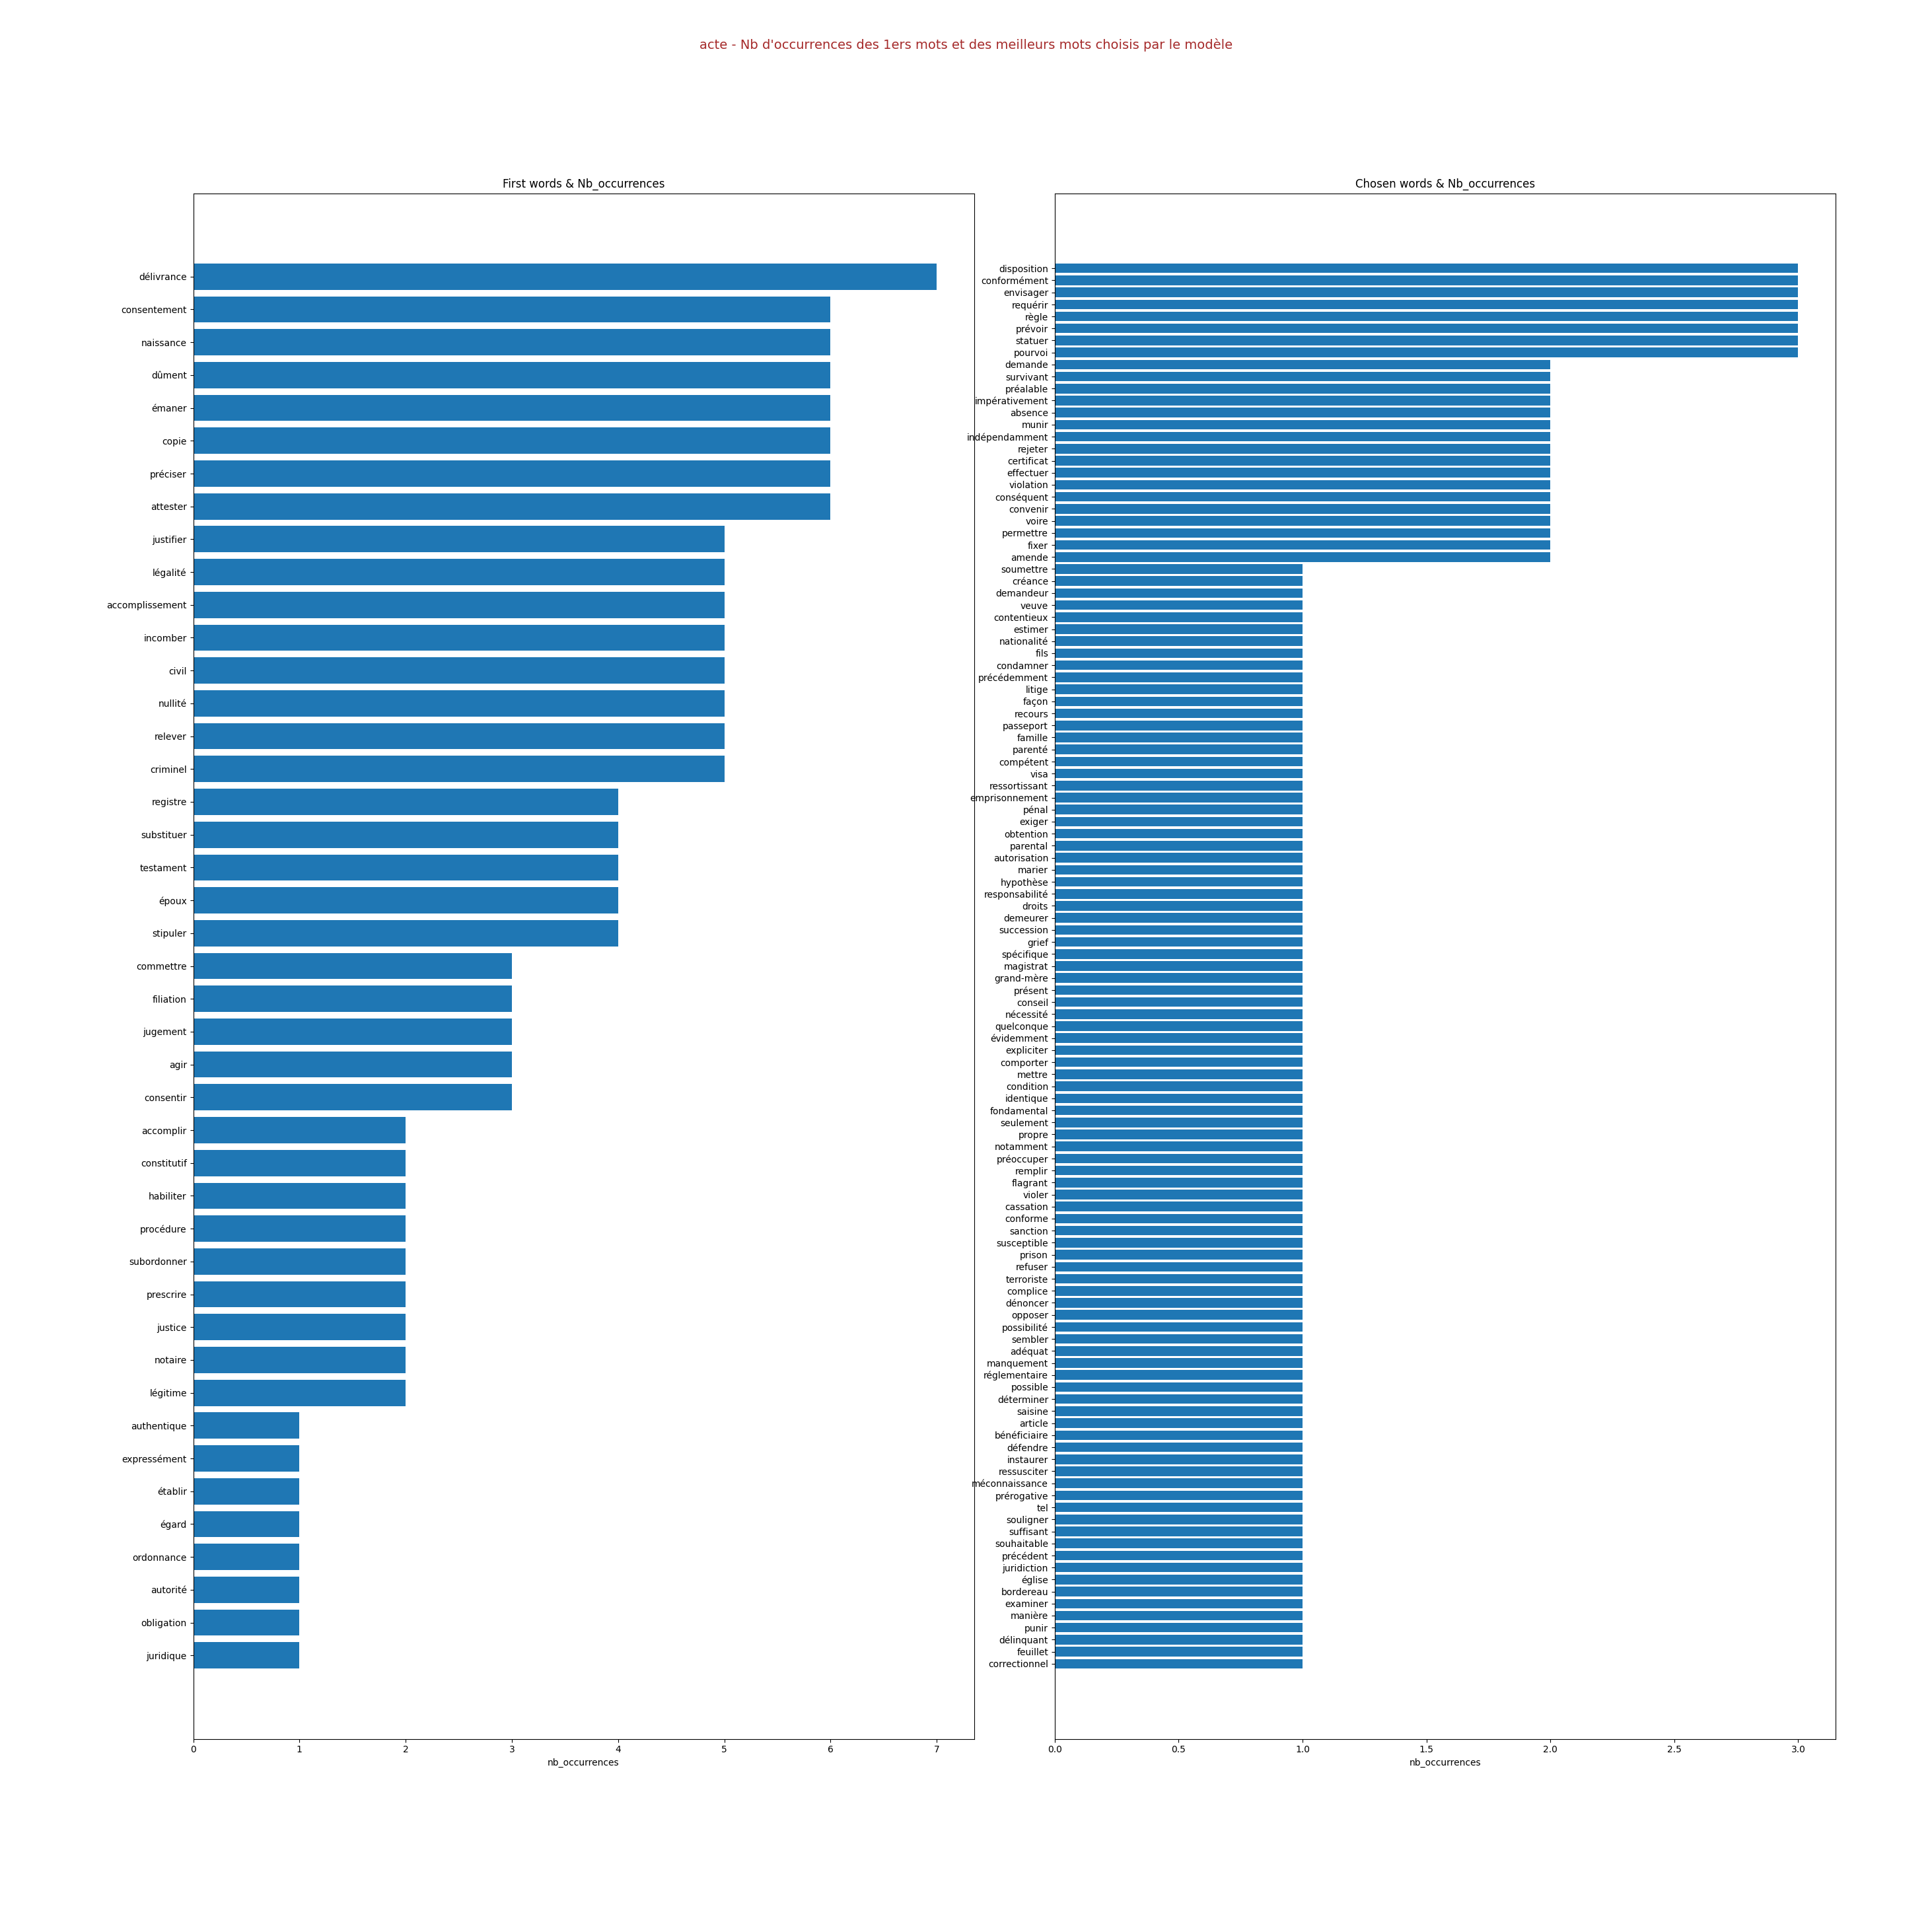 acte - Nb d'occurrences des 1ers mots et des meilleurs mots choisis par le modèle
First words & Nb_occurrences
délivrance
consentement
naissance
dûment
émaner
copie
préciser
attester
justifier
légalité
accomplissement
incomber
civil
nullité
relever
criminel
registre
substituer
testament
époux
stipuler
commettre
filiation
jugement
agir
consentir
accomplir
constitutif
habiliter
procédure
subordonner
prescrire
justice
notaire
légitime
authentique
expressément
établir
égard
ordonnance
autorité
obligation
juridique
0 1 2 3 4 5 6 7
nb_occurrences
Chosen words & Nb_occurrences
disposition
conformément
envisager
requérir
règle
prévoir
statuer
pourvoi
demande
survivant
préalable
impérativement
absence
munir
indépendamment
rejeter
certificat
effectuer
violation
conséquent
convenir
voire
permettre
fixer
amende
soumettre
créance
demandeur
veuve
contentieux
estimer
nationalité
fils
condamner
précédemment
litige
façon
recours
passeport
famille
parenté
compétent
visa
ressortissant
emprisonnement
pénal
exiger
obtention
parental
autorisation
marier
hypothèse
responsabilité
droits
demeurer
succession
grief
spécifique
magistrat
grand-mère
présent
conseil
nécessité
quelconque
évidemment
expliciter
comporter
mettre
condition
identique
fondamental
seulement
propre
notamment
préoccuper
remplir
flagrant
violer
cassation
conforme
sanction
susceptible
prison
refuser
terroriste
complice
dénoncer
opposer
possibilité
sembler
adéquat
manquement
réglementaire
possible
déterminer
saisine
article
bénéficiaire
défendre
instaurer
ressusciter
méconnaissance
prérogative
tel
souligner
suffisant
souhaitable
précédent
juridiction
église
bordereau
examiner
manière
punir
délinquant
feuillet
correctionnel
0.0 0.5 1.0 1.5 2.0 2.5 3.0
nb_occurrences